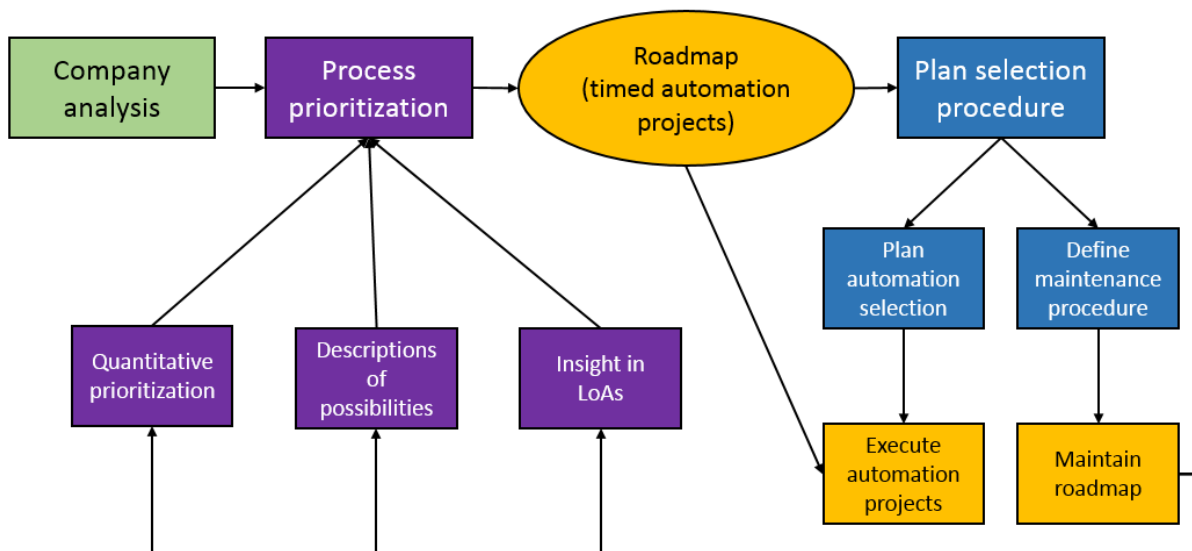 Company
analysis
Process
prioritization
Roadmap
(timed automation
projects)
Plan selection
procedure
Plan
automation
selection
Define
maintenance
procedure
Quantitative
prioritization
Descriptions
of
possibilities
Insight in
LoAs
Execute
automation
projects
Maintain
roadmap